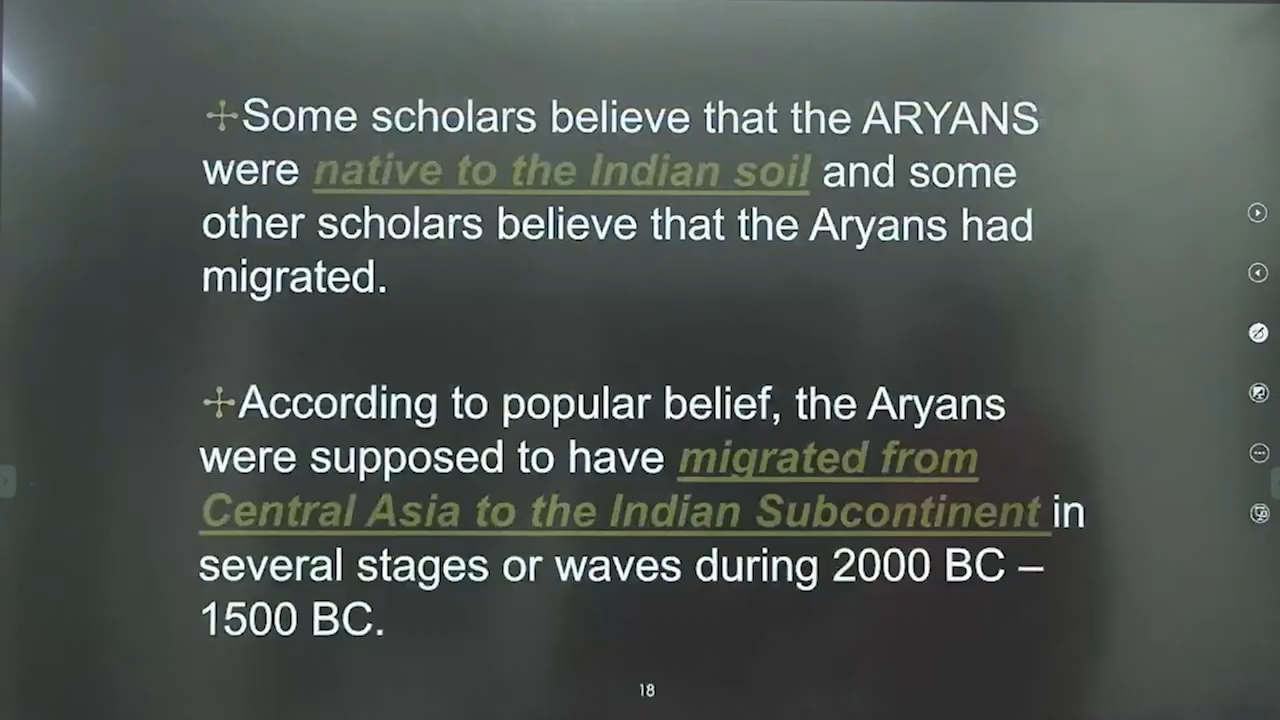 Some scholars believe that the ARYANS
were native to the Indian soil and some
other scholars believe that the Aryans had
migrated.
According to popular belief, the Aryans
were supposed to have migrated from
Central Asia to the Indian Subcontinent in
several stages or waves during 2000 BC –
1500 BC.
18